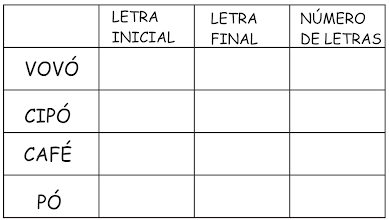 LETRA INICIAL
LETRA FINAL
NÚMERO DE LETRAS
VOVÓ
CIPÓ
CAFÉ
PÓ